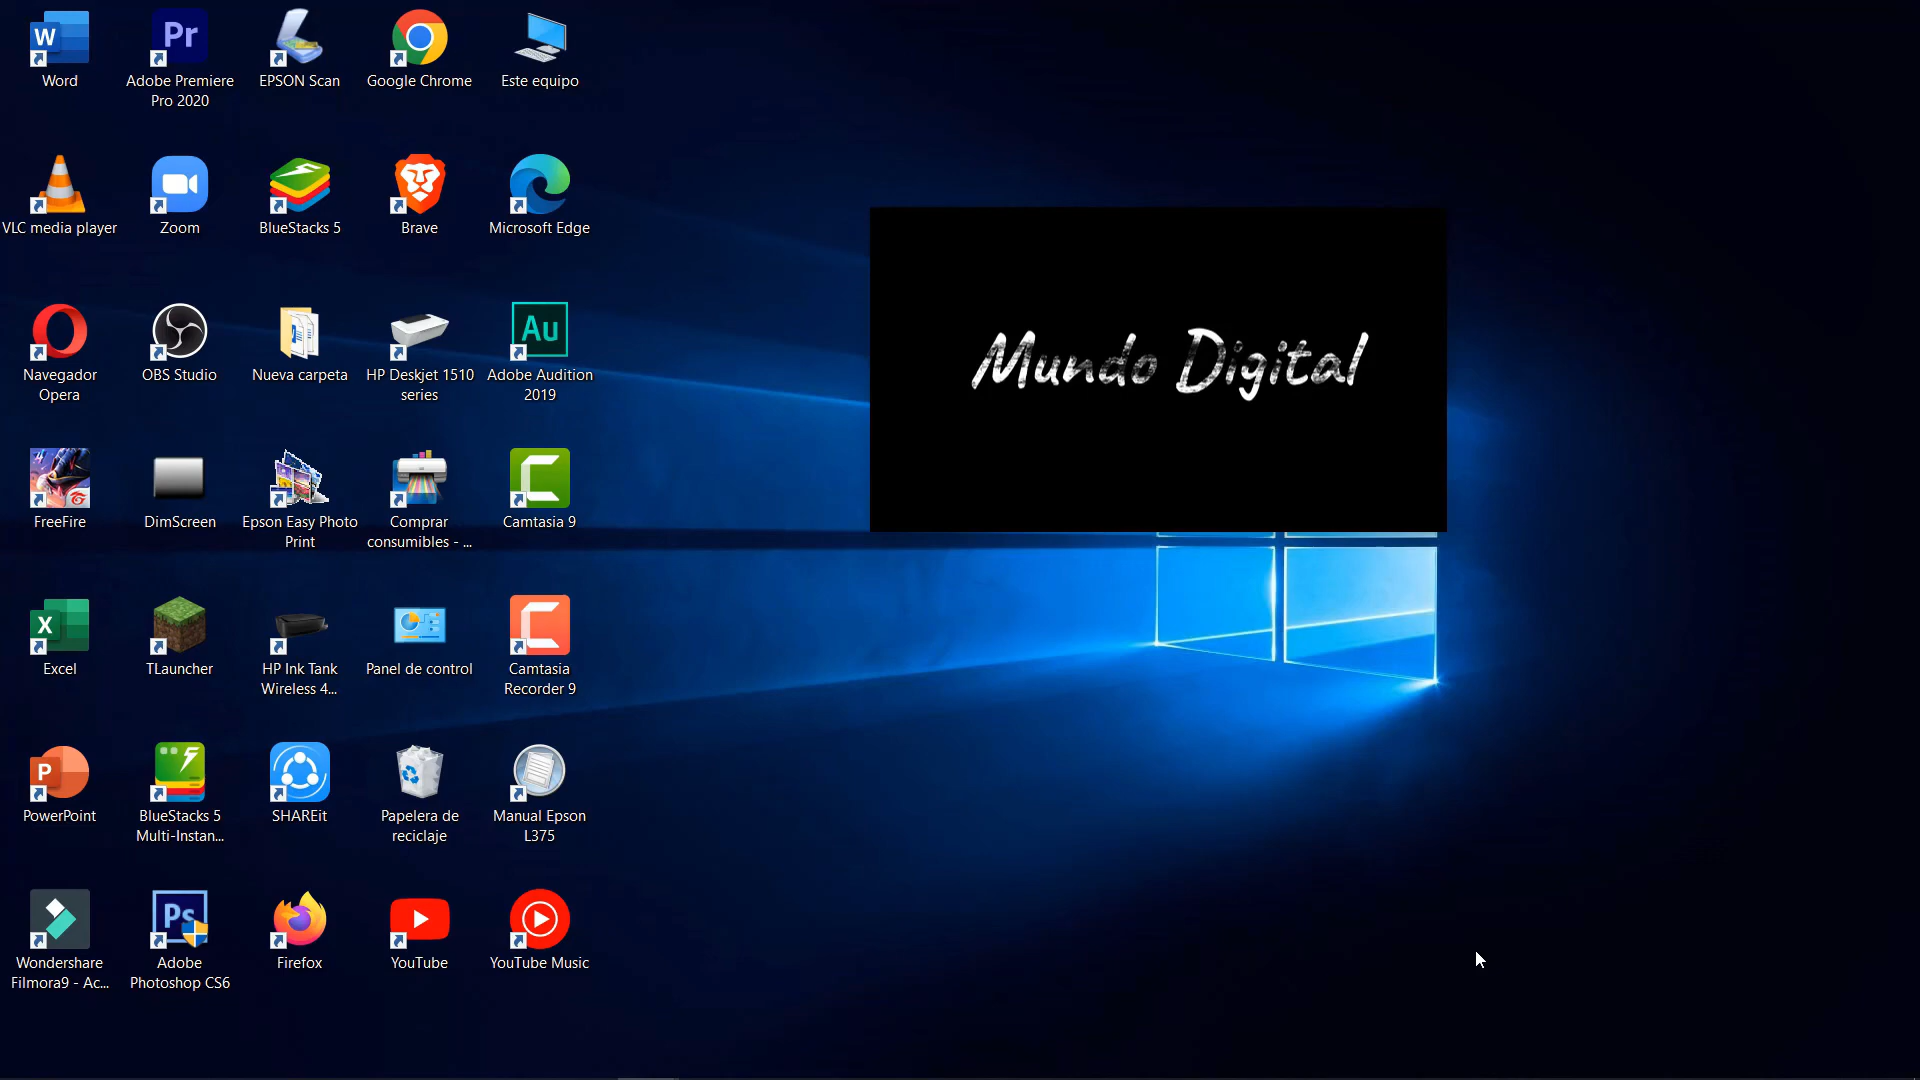 Word
Adobe Premiere
Pro 2020
EPSON Scan
Google Chrome
Este equipo
VLC media player
Zoom
BlueStacks 5
Brave
Microsoft Edge
Navegador
Opera
OBS Studio
Nueva carpeta
HP Deskjet 1510
series
Adobe Audition
2019
Mundo Digital
FreeFire
DimScreen
Epson Easy Photo
Print
Comprar
consumibles - ...
Camtasia 9
Excel
TLauncher
HP Ink Tank
Wireless 4...
Panel de control
Camtasia
Recorder 9
PowerPoint
BlueStacks 5
Multi-Instan...
SHAREit
Papelera de
reciclaje
Manual Epson
L375
Wondershare
Filmora9 - Ac...
Adobe
Photoshop CS6
Firefox
YouTube
YouTube Music
W
Pr
Au
X
P
Ps